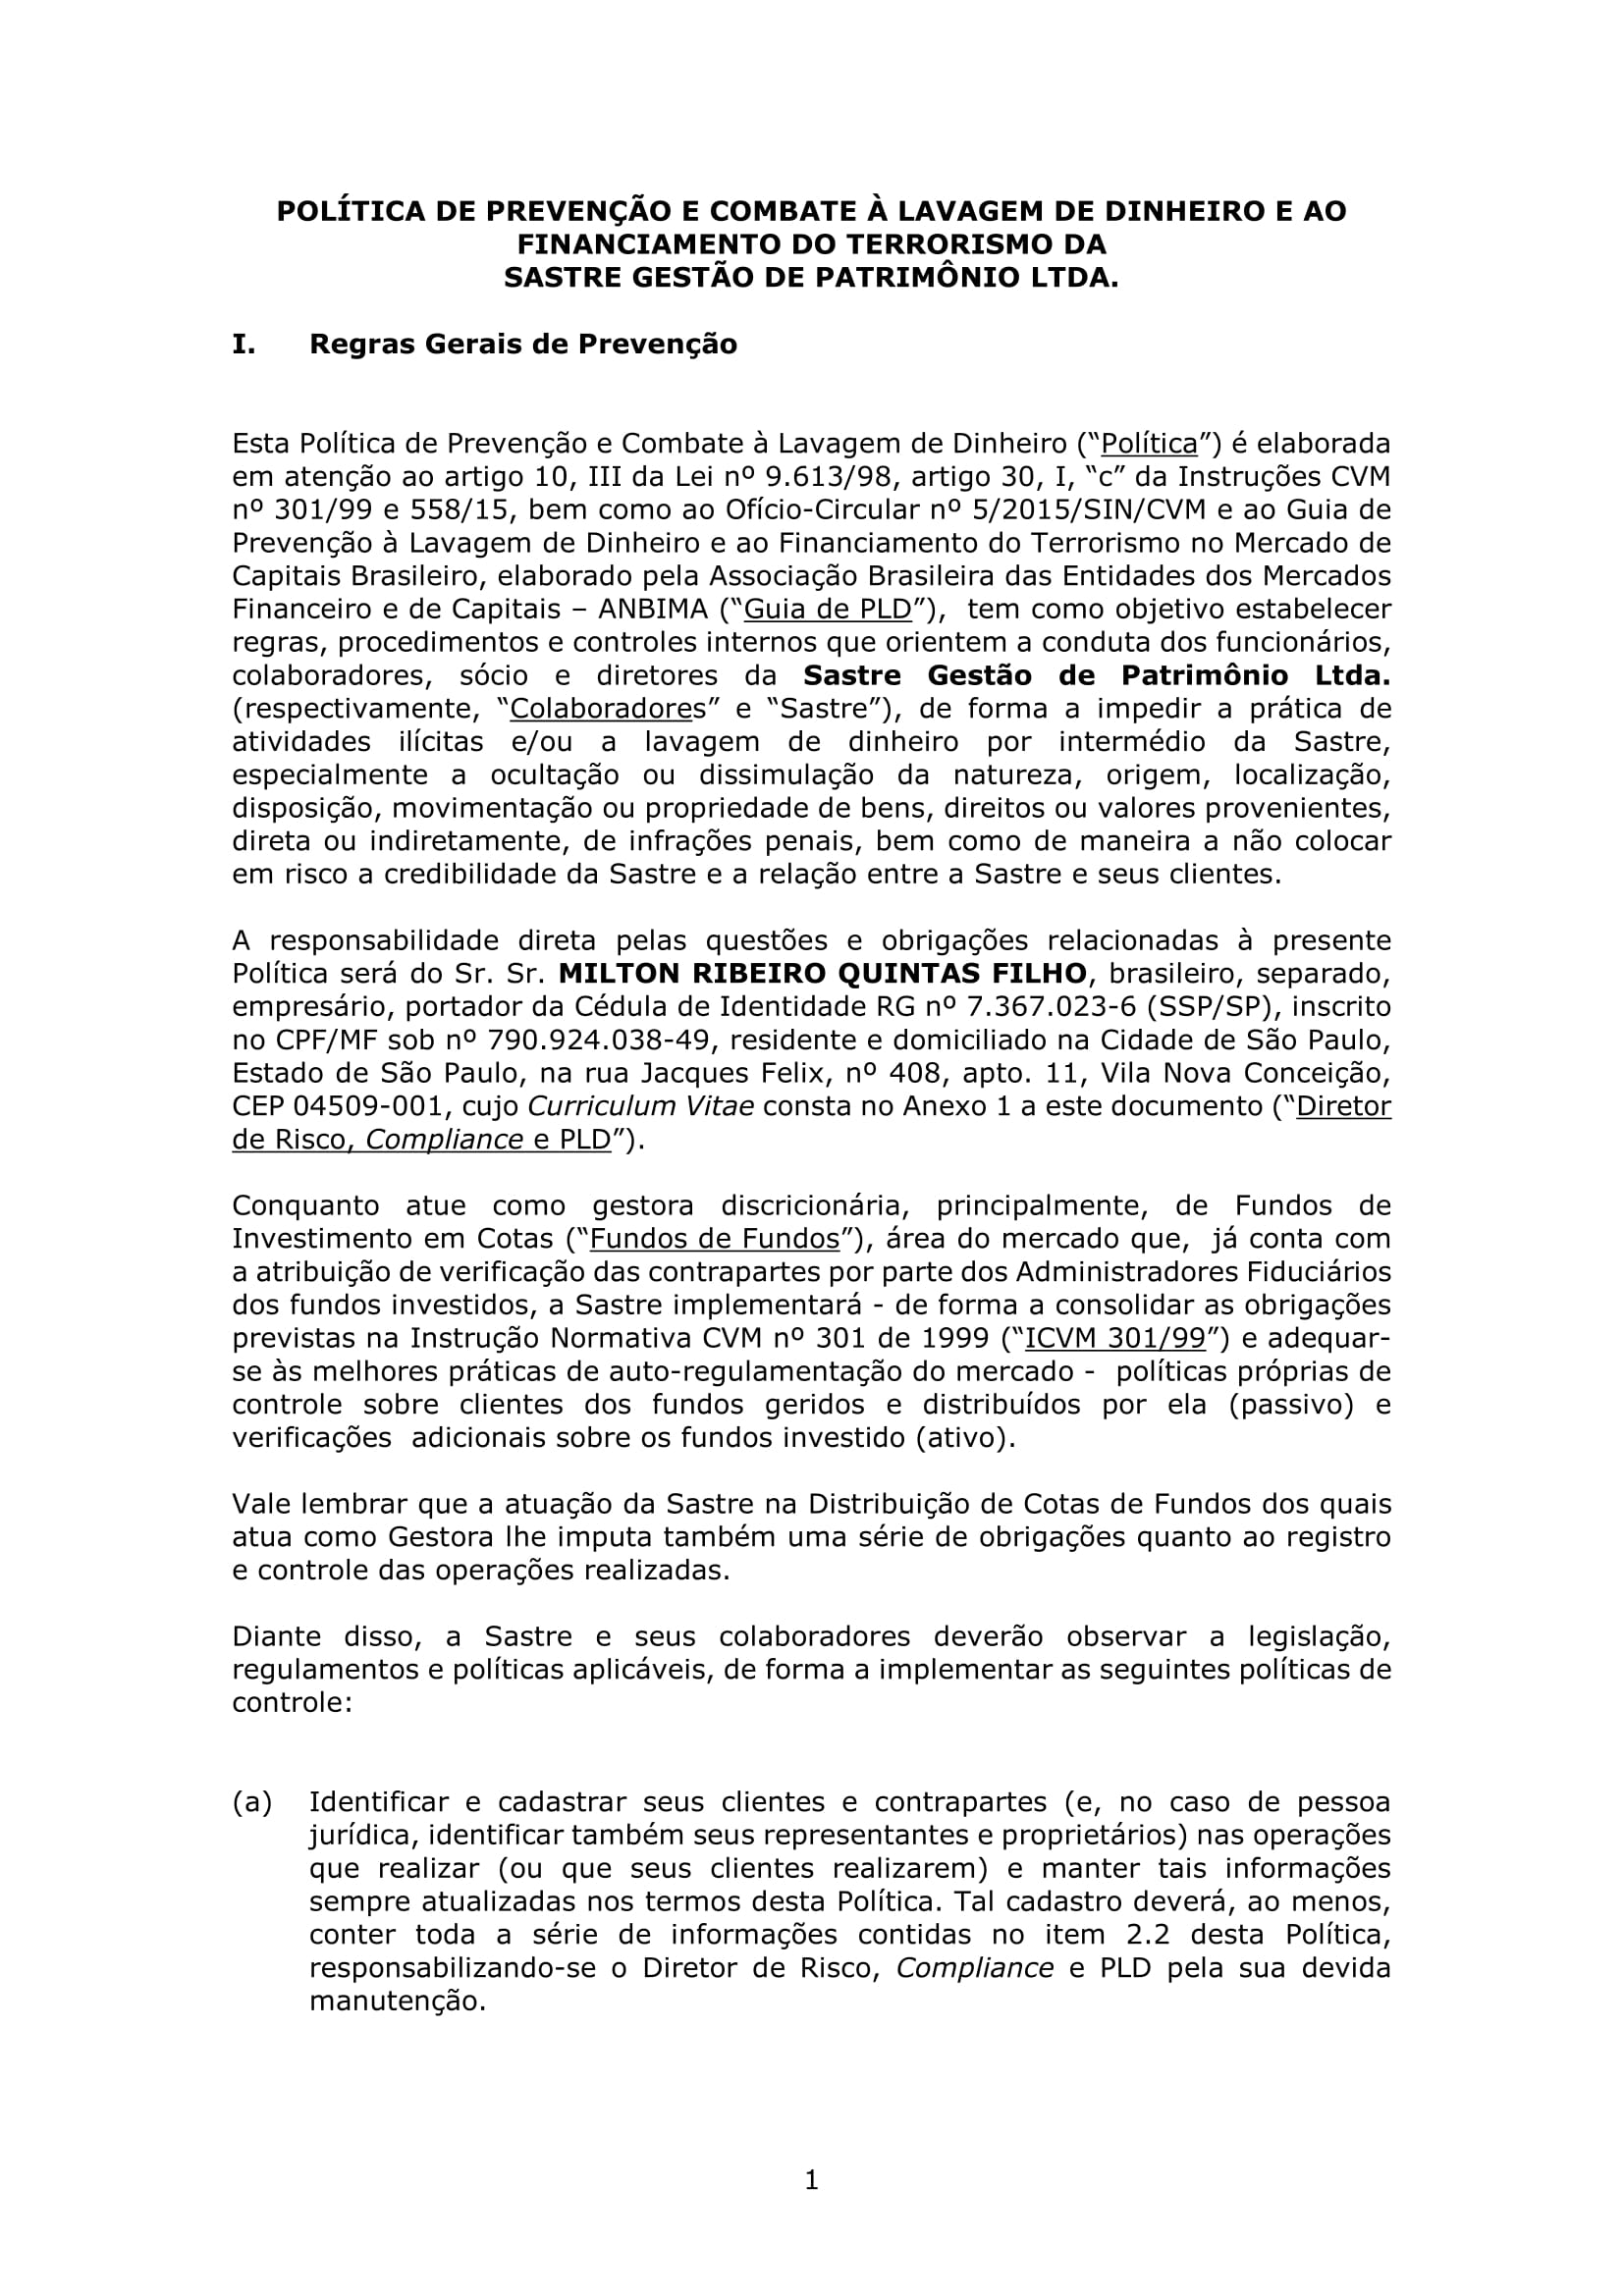 POLÍTICA DE PREVENÇÃO E COMBATE À LAVAGEM DE DINHEIRO E AO
FINANCIAMENTO DO TERRORISMO DA
SASTRE GESTÃO DE PATRIMÔNIO LTDA.
I. Regras Gerais de Prevenção
Esta Política de Prevenção e Combate à Lavagem de Dinheiro (“Política”) é elaborada
em atenção ao artigo 10, III da Lei nº 9.613/98, artigo 30, I, “c” da Instruções CVM
nº 301/99 e 558/15, bem como ao Ofício-Circular nº 5/2015/SIN/CVM e ao Guia de
Prevenção à Lavagem de Dinheiro e ao Financiamento do Terrorismo no Mercado de
Capitais Brasileiro, elaborado pela Associação Brasileira das Entidades dos Mercados
Financeiro e de Capitais – ANBIMA (“Guia de PLD”), tem como objetivo estabelecer
regras, procedimentos e controles internos que orientem a conduta dos funcionários,
colaboradores, sócio e diretores da Sastre Gestão de Patrimônio Ltda.
(respectivamente, “Colaboradores” e “Sastre”), de forma a impedir a prática de
atividades ilícitas e/ou a lavagem de dinheiro por intermédio da Sastre,
especialmente a ocultação ou dissimulação da natureza, origem, localização,
disposição, movimentação ou propriedade de bens, direitos ou valores provenientes,
direta ou indiretamente, de infrações penais, bem como de maneira a não colocar
em risco a credibilidade da Sastre e a relação entre a Sastre e seus clientes.
A responsabilidade direta pelas questões e obrigações relacionadas à presente
Política será do Sr. Sr. MILTON RIBEIRO QUINTAS FILHO, brasileiro, separado,
empresário, portador da Cédula de Identidade RG nº 7.367.023-6 (SSP/SP), inscrito
no CPF/MF sob nº 790.924.038-49, residente e domiciliado na Cidade de São Paulo,
Estado de São Paulo, na rua Jacques Felix, nº 408, apto. 11, Vila Nova Conceição,
CEP 04509-001, cujo Curriculum Vitae consta no Anexo 1 a este documento (“Diretor
de Risco, Compliance e PLD”).
Conquanto atue como gestora discricionária, principalmente, de Fundos de
Investimento em Cotas (“Fundos de Fundos”), área do mercado que, já conta com
a atribuição de verificação das contrapartes por parte dos Administradores Fiduciários
dos fundos investidos, a Sastre implementará - de forma a consolidar as obrigações
previstas na Instrução Normativa CVM nº 301 de 1999 (“ICVM 301/99”) e adequar-
se às melhores práticas de auto-regulamentação do mercado - políticas próprias de
controle sobre clientes dos fundos geridos e distribuídos por ela (passivo) e
verificações adicionais sobre os fundos investido (ativo).
Vale lembrar que a atuação da Sastre na Distribuição de Cotas de Fundos dos quais
atua como Gestora lhe imputa também uma série de obrigações quanto ao registro
e controle das operações realizadas.
Diante disso, a Sastre e seus colaboradores deverão observar a legislação,
regulamentos e políticas aplicáveis, de forma a implementar as seguintes políticas de
controle:
(a) Identificar e cadastrar seus clientes e contrapartes (e, no caso de pessoa
jurídica, identificar também seus representantes e proprietários) nas operações
que realizar (ou que seus clientes realizarem) e manter tais informações
sempre atualizadas nos termos desta Política. Tal cadastro deverá, ao menos,
conter toda a série de informações contidas no item 2.2 desta Política,
responsabilizando-se o Diretor de Risco, Compliance e PLD pela sua devida
manutenção.
1